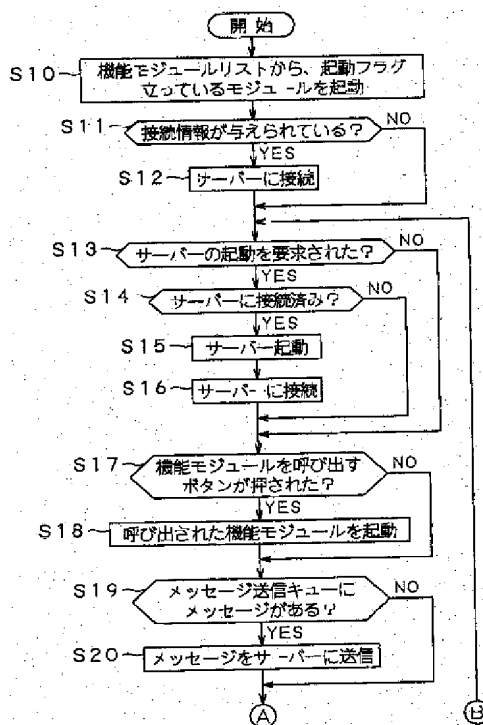 開始
S10
機能モジュールリストから、起動フラグ
立っているモジュールを起動
S11
接続情報が与えられている?
NO
YES
S12
サーバーに接続
S13
サーバーの起動を要求された?
NO
YES
S14
サーバーに接続済み?
NO
YES
S15
サーバー起動
S16
サーバーに接続
S17
機能モジュールを呼び出す
ボタンが押された?
NO
YES
S18
呼び出された機能モジュールを起動
S19
メッセージ送信キューに
メッセージがある?
NO
YES
S20
メッセージをサーバーに送信
A
B